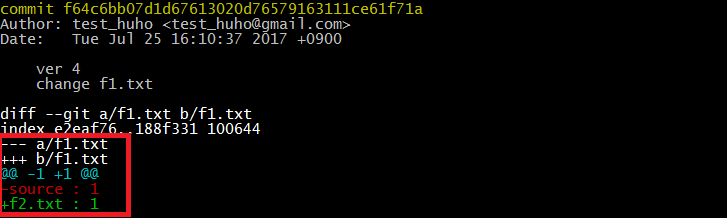 commit f64c6bb07d1d67613020d76579163111ce61f71a
Author: test_huho <test_huho@gmail.com>
Date:   Tue Jul 25 16:10:37 2017 +0900
ver 4
change f1.txt
diff --git a/f1.txt b/f1.txt
index e2eaf76..188f331 100644
--- a/f1.txt
+++ b/f1.txt
@@ -1 +1 @@
-source : 1
+f2.txt : 1